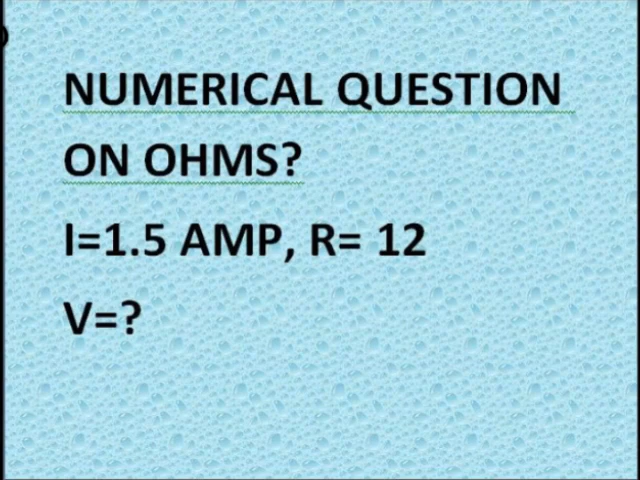 NUMERICAL QUESTION
ON OHMS?
I=1.5 AMP, R= 12
V=?